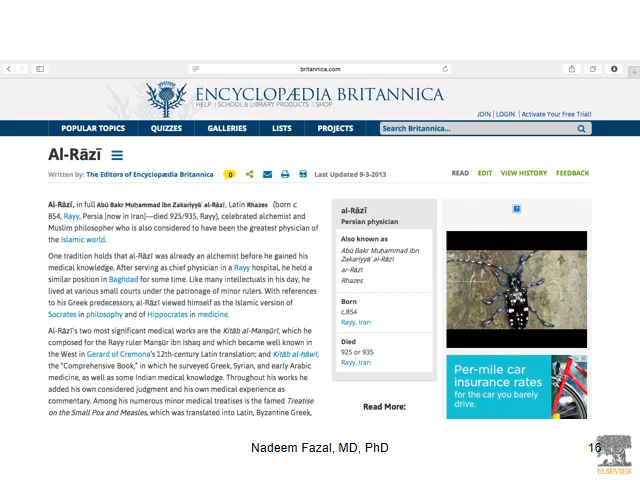 britannica.com
ENCYCLOPÆDIA BRITANNICA
HELP | SCHOOL & LIBRARY PRODUCTS | SHOP
JOIN | LOGIN | Activate Your Free Trial!
POPULAR TOPICS QUIZZES GALLERIES LISTS PROJECTS Search Britannica...
Al-Rāzī
Written by: The Editors of Encyclopædia Britannica 0 Last Updated 9-3-2013 READ EDIT VIEW HISTORY FEEDBACK
Al-Rāzī, in full Abū Bakr Muḥammad ibn Zakariyyāʾ al-Rāzī, Latin Rhazes (born c.
854, Rayy, Persia [now in Iran]—died 925/935, Rayy), celebrated alchemist and
Muslim philosopher who is also considered to have been the greatest physician of
the Islamic world.
One tradition holds that al-Rāzī was already an alchemist before he gained his
medical knowledge. After serving as chief physician in a Rayy hospital, he held a
similar position in Baghdad for some time. Like many intellectuals in his day, he
lived at various small courts under the patronage of minor rulers. With references
to his Greek predecessors, al-Rāzī viewed himself as the Islamic version of
Socrates in philosophy and of Hippocrates in medicine.
Al-Rāzī's two most significant medical works are the Kitāb al-Manṣūrī, which he
composed for the Rayy ruler Manṣūr ibn Isḥaq and which became well known in
the West in Gerard of Cremona's 12th-century Latin translation; and Kitāb al-ḥāwī,
the “Comprehensive Book,” in which he surveyed Greek, Syrian, and early Arabic
medicine, as well as some Indian medical knowledge. Throughout his works he
added his own considered judgment and his own medical experience as
commentary. Among his numerous minor medical treatises is the famed Treatise
on the Small Pox and Measles, which was translated into Latin, Byzantine Greek,
al-Rāzī
Persian physician
Also known as
Abū Bakr Muḥammad ibn
Zakariyyāʾ al-Rāzī
ar-Rāzī
Rhazes
Born
c.854
Rayy, Iran
Died
925 or 935
Rayy, Iran
Read More:
Per-mile car
insurance rates
for the car you barely
drive.
Nadeem Fazal, MD, PhD
16
ELSEVIER